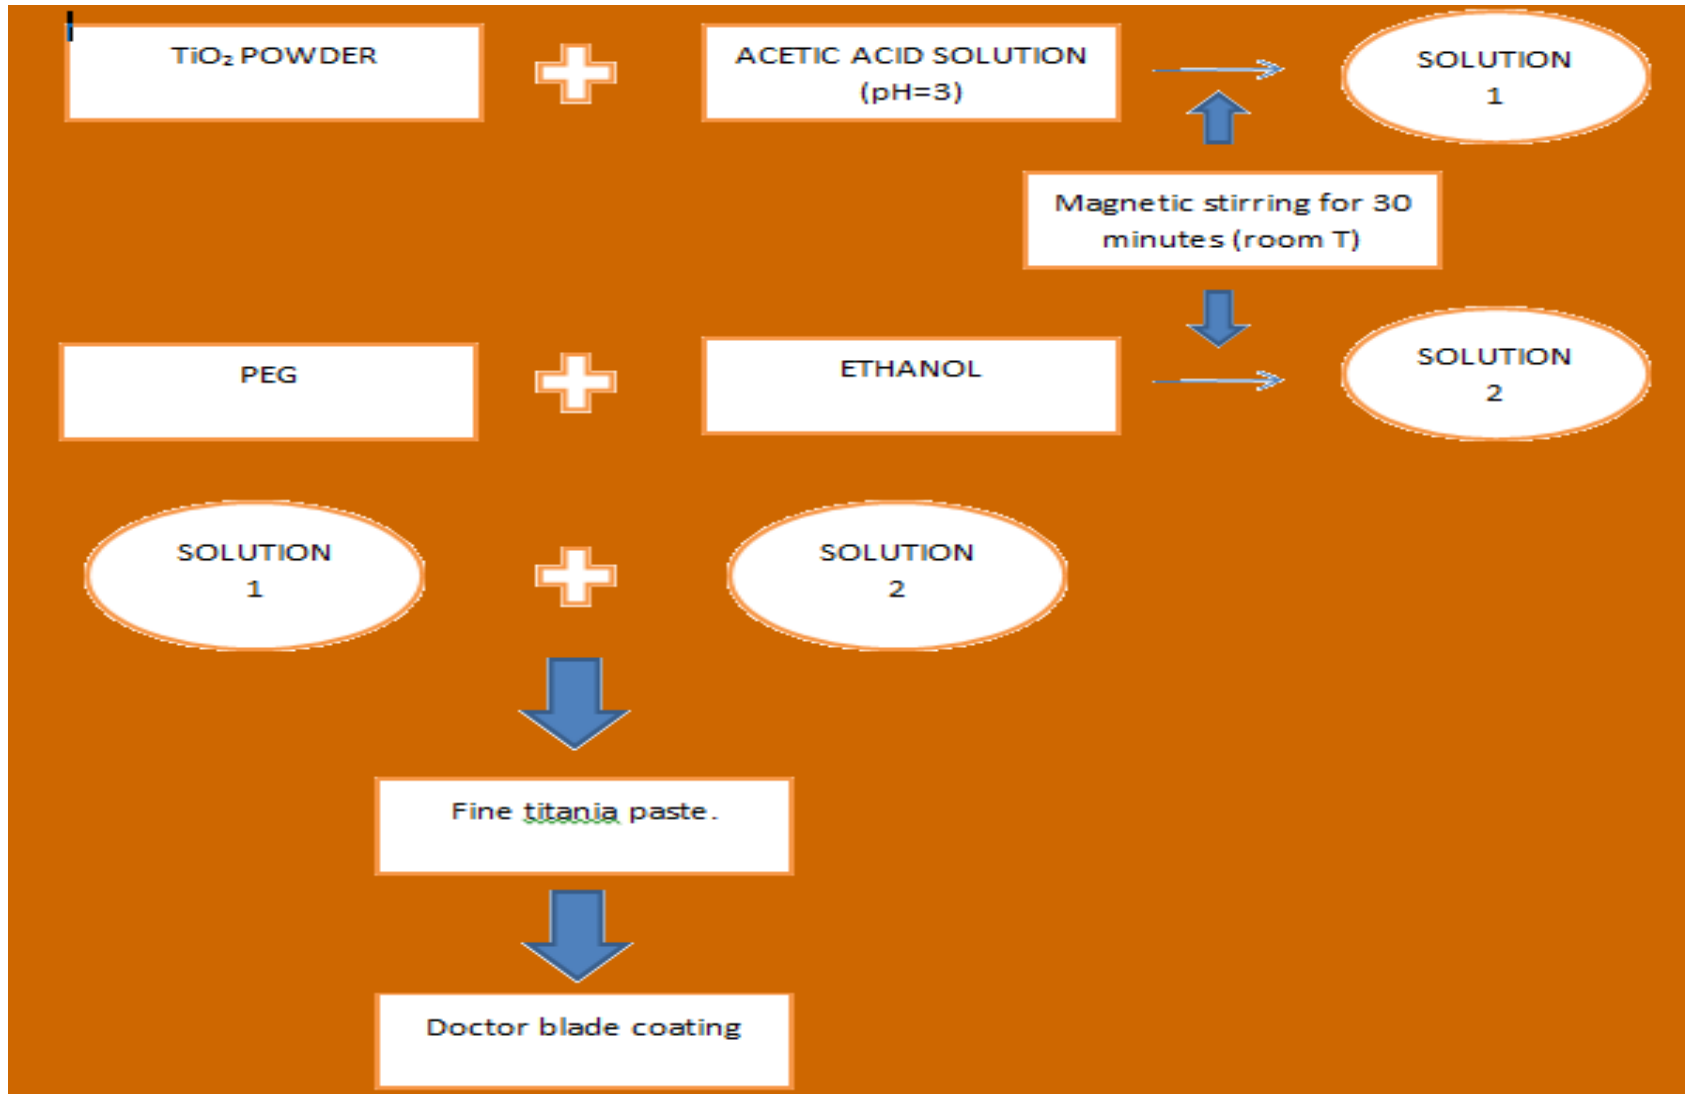 TiO₂ POWDER
ACETIC ACID SOLUTION
(pH=3)
SOLUTION
1
Magnetic stirring for 30
minutes (room T)
PEG
ETHANOL
SOLUTION
2
SOLUTION
1
SOLUTION
2
Fine titania paste.
Doctor blade coating